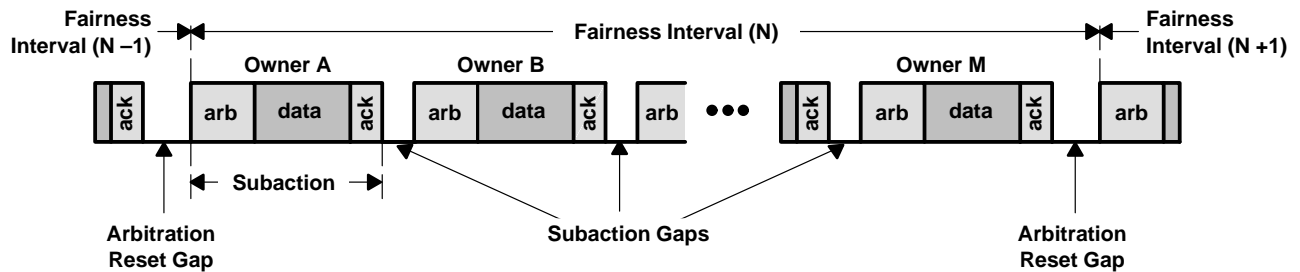 Fairness
Interval (N –1)
Fairness Interval (N)
Fairness
Interval (N +1)
Owner A
Owner B
Owner M
ack
arb
data
ack
arb
data
ack
arb
•••
ack
arb
data
ack
arb
Subaction
Arbitration
Reset Gap
Subaction Gaps
Arbitration
Reset Gap